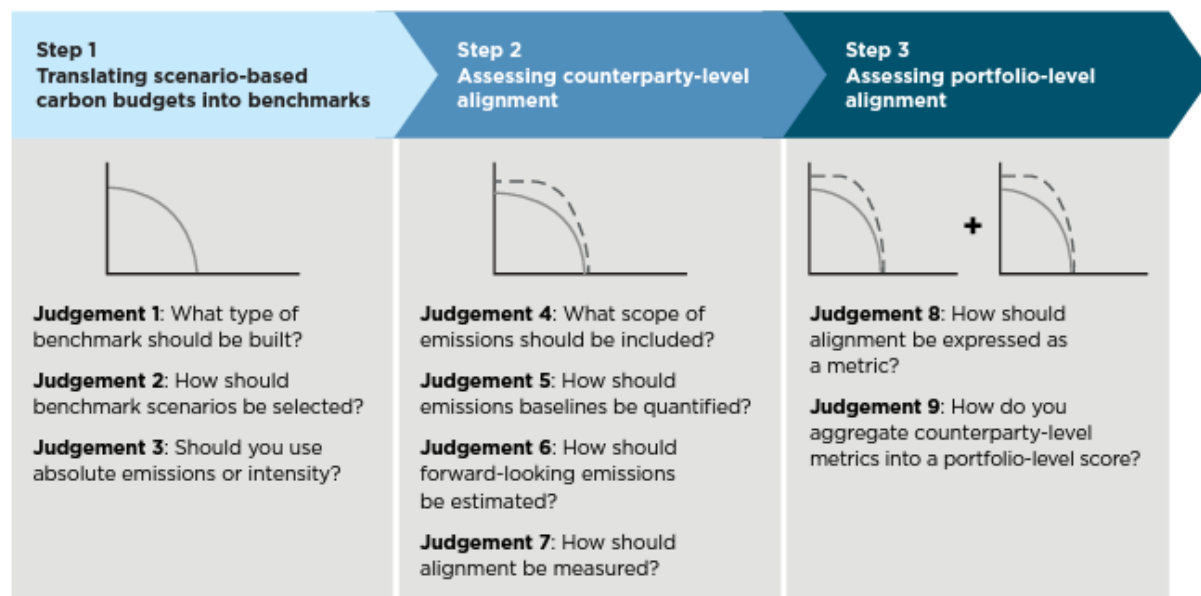 Step 1
Translating scenario-based
carbon budgets into benchmarks
Step 2
Assessing counterparty-level
alignment
Step 3
Assessing portfolio-level
alignment
+
Judgement 1: What type of
benchmark should be built?
Judgement 2: How should
benchmark scenarios be selected?
Judgement 3: Should you use
absolute emissions or intensity?
Judgement 4: What scope of
emissions should be included?
Judgement 5: How should
emissions baselines be quantified?
Judgement 6: How should
forward-looking emissions
be estimated?
Judgement 7: How should
alignment be measured?
Judgement 8: How should
alignment be expressed as
a metric?
Judgement 9: How do you
aggregate counterparty-level
metrics into a portfolio-level score?